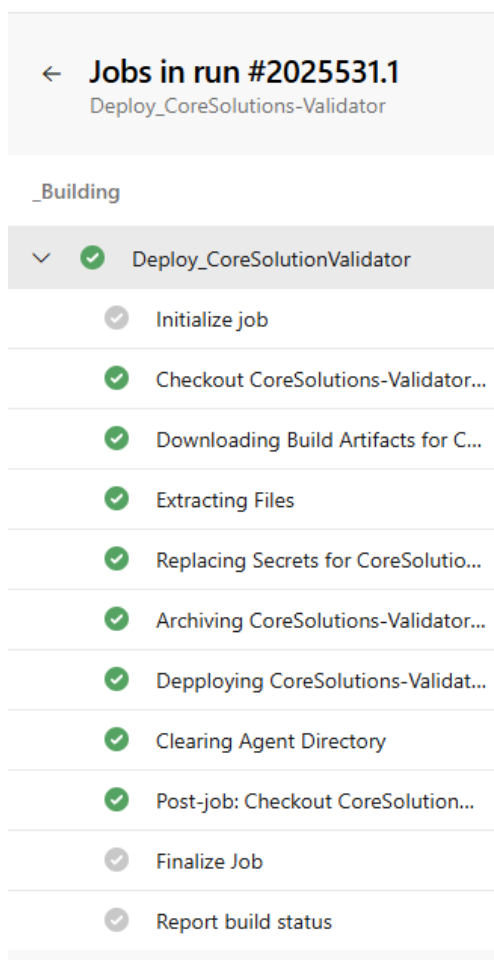 Jobs in run #2025531.1
Deploy_CoreSolutions-Validator
_Building
Deploy_CoreSolutionValidator
Initialize job
Checkout CoreSolutions-Validator...
Downloading Build Artifacts for C...
Extracting Files
Replacing Secrets for CoreSolutio...
Archiving CoreSolutions-Validator...
Depploying CoreSolutions-Validat...
Clearing Agent Directory
Post-job: Checkout CoreSolution...
Finalize Job
Report build status